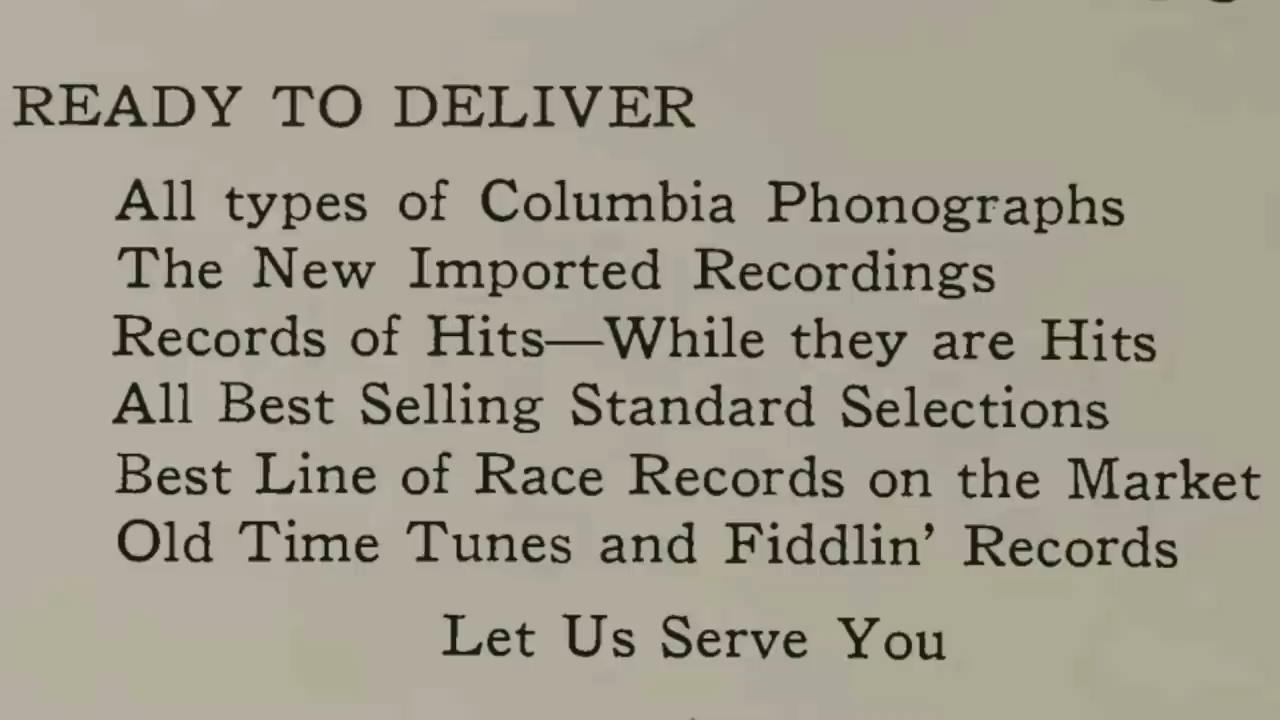 READY TO DELIVER
All types of Columbia Phonographs
The New Imported Recordings
Records of Hits—While they are Hits
All Best Selling Standard Selections
Best Line of Race Records on the Market
Old Time Tunes and Fiddlin’ Records
Let Us Serve You